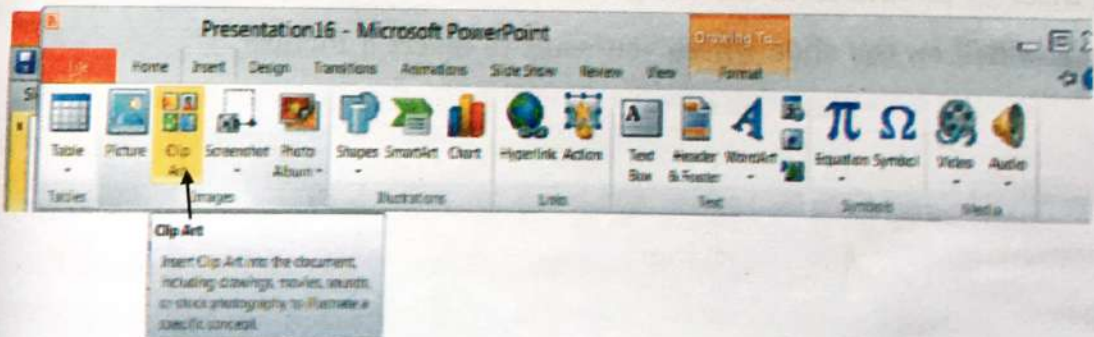 Presentation16 - Microsoft PowerPoint
Drawing To...
File Home Insert Design Transitions Animations Slide Show Review View Format
Table Picture Clip Art Screenshot Photo Album Shapes SmartArt Chart Hyperlink Action Text Box Header & Footer WordArt Equation Symbol Video Audio
Tables Images Illustrations Links Text Symbols Media
Clip Art
Insert Clip Art into the document,
including drawings, movies, sounds,
or stock photography to illustrate a
specific concept.